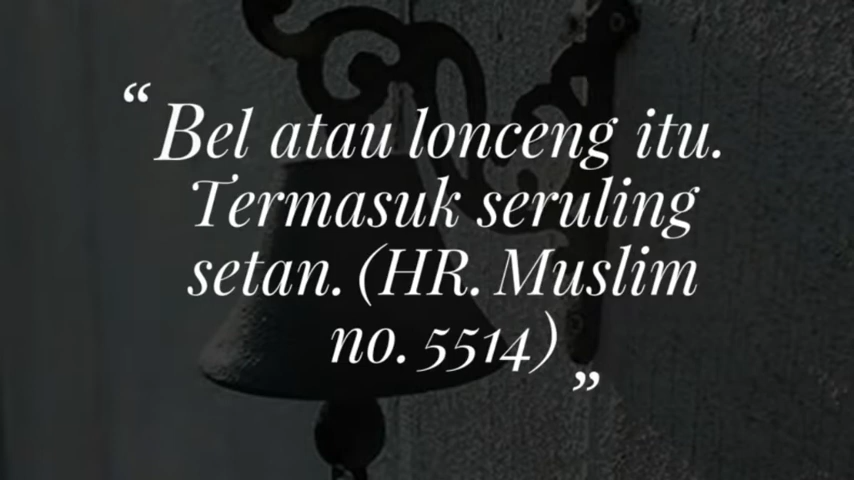 “ Bel atau lonceng itu.
Termasuk seruling
setan. (HR. Muslim
no. 5514) ”